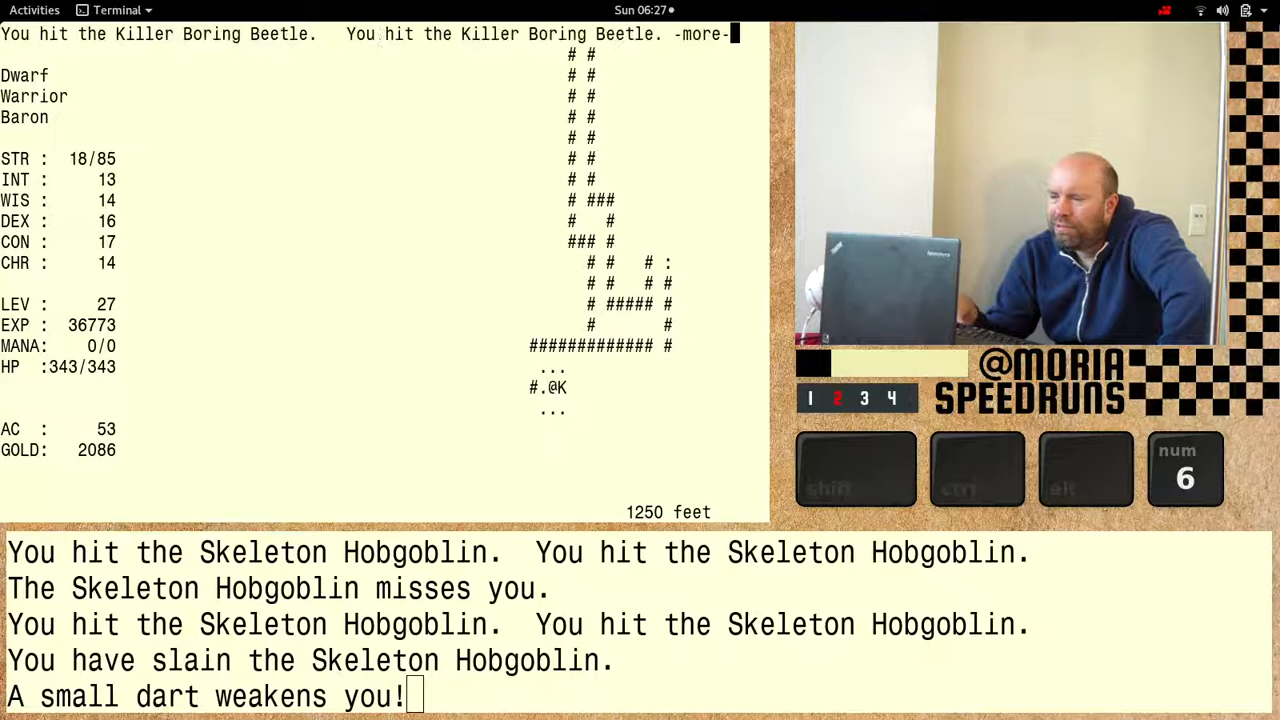 Activities Terminal Sun 06:27
You hit the Killer Boring Beetle. You hit the Killer Boring Beetle. -more-
# #
Dwarf # #
Warrior # #
Baron # #
# #
STR : 18/85 # #
INT : 13 # #
WIS : 14 # ###
DEX : 16 # #
CON : 17 ### #
CHR : 14 # # # :
# # # #
LEV : 27 # ##### #
EXP : 36773 # #
MANA: 0/0 ############# #
HP :343/343 ...
#.@K
...
AC : 53
GOLD: 2086
1250 feet
lenovo
@MORIA
SPEEDRUNS
1 2 3 4
shift ctrl alt num
6
You hit the Skeleton Hobgoblin. You hit the Skeleton Hobgoblin.
The Skeleton Hobgoblin misses you.
You hit the Skeleton Hobgoblin. You hit the Skeleton Hobgoblin.
You have slain the Skeleton Hobgoblin.
A small dart weakens you!